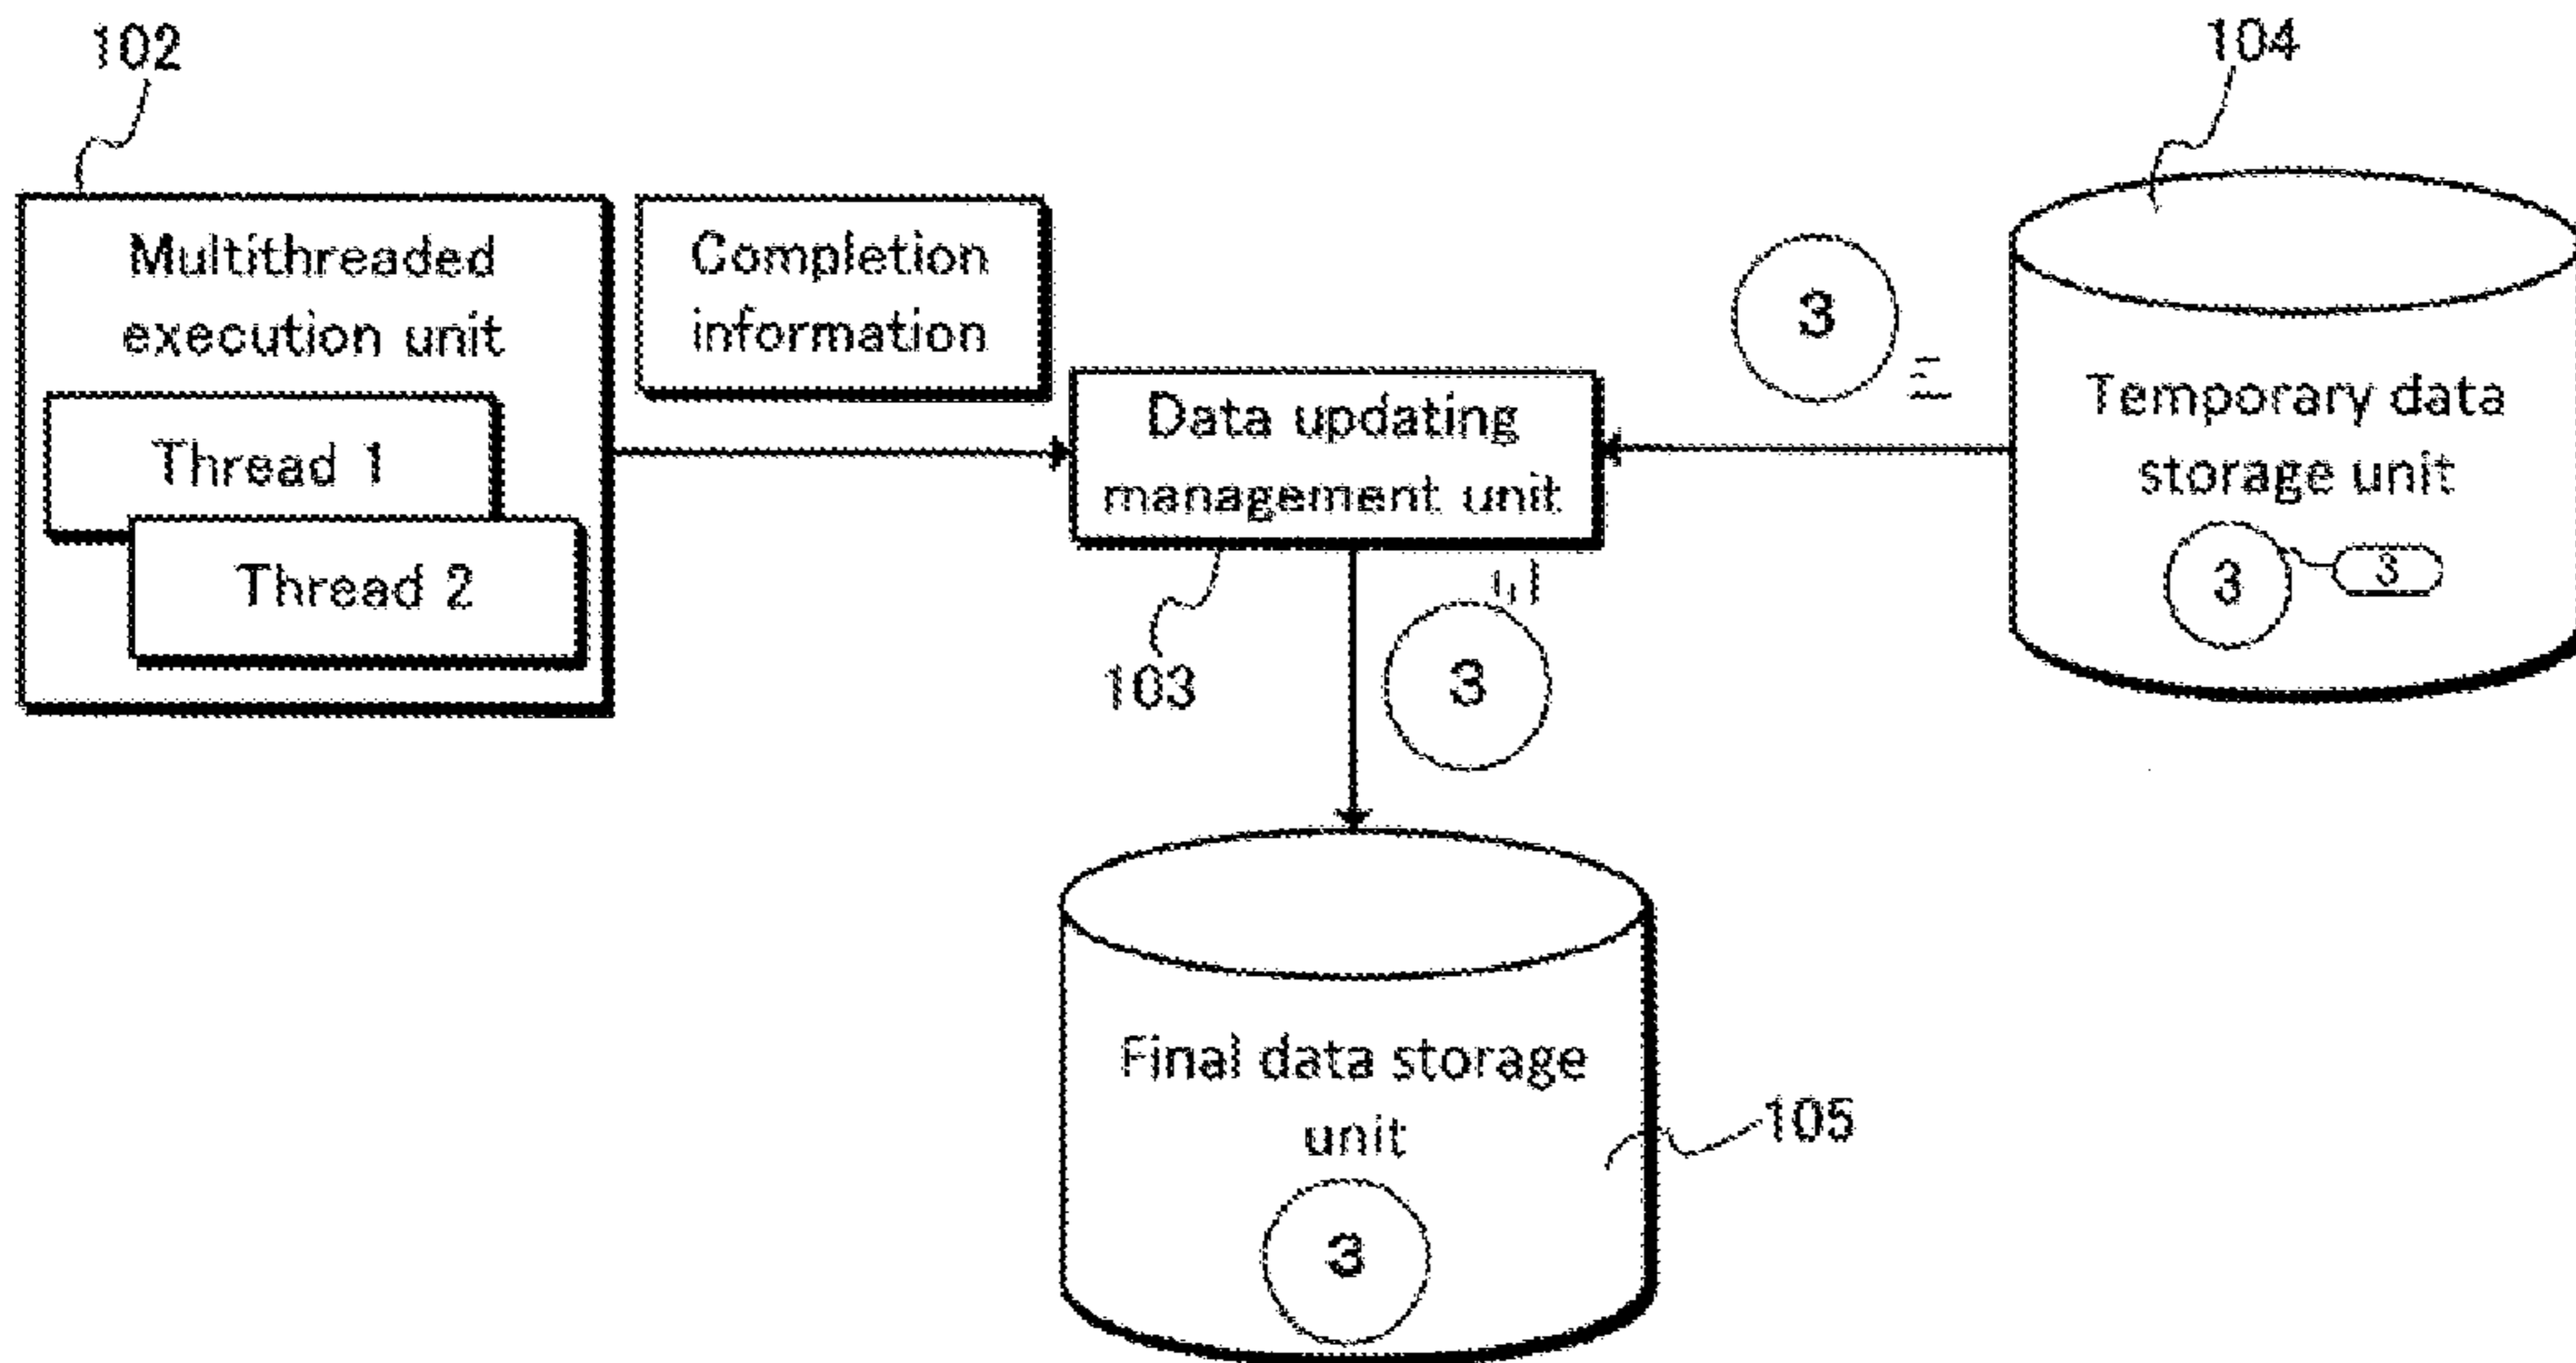 102
104
Multithreaded
execution unit
Thread 1
Thread 2
Completion
information
3
Data updating
management unit
103
3
Temporary data
storage unit
3
3
Final data storage
unit
3
105